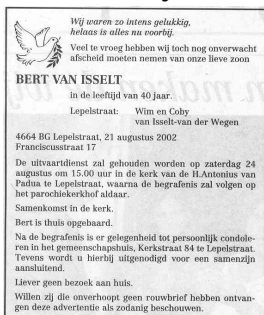 Wij waren zo intens gelukkig,
helaas is alles nu voorbij.
Veel te vroeg hebben wij toch nog onverwacht
afscheid moeten nemen van onze lieve zoon
BERT VAN ISSELT
in de leeftijd van 40 jaar.
Lepelstraat: Wim en Coby
van Isselt-van der Wegen
4664 BG Lepelstraat, 21 augustus 2002
Franciscusstraat 17
De uitvaartdienst zal gehouden worden op zaterdag 24
augustus om 15.00 uur in de kerk van de H.Antonius van
Padua te Lepelstraat, waarna de begrafenis zal volgen op
het parochiekerkhof aldaar.
Samenkomst in de kerk.
Bert is thuis opgebaard.
Na de begrafenis is er gelegenheid tot persoonlijk condole-
ren in het gemeenschapshuis, Kerkstraat 84 te Lepelstraat.
Tevens wordt u hierbij uitgenodigd voor een samenzijn
aansluitend.
Liever geen bezoek aan huis.
Willen zij die onverhoopt geen rouwbrief hebben ontvan-
gen deze advertentie als zodanig beschouwen.